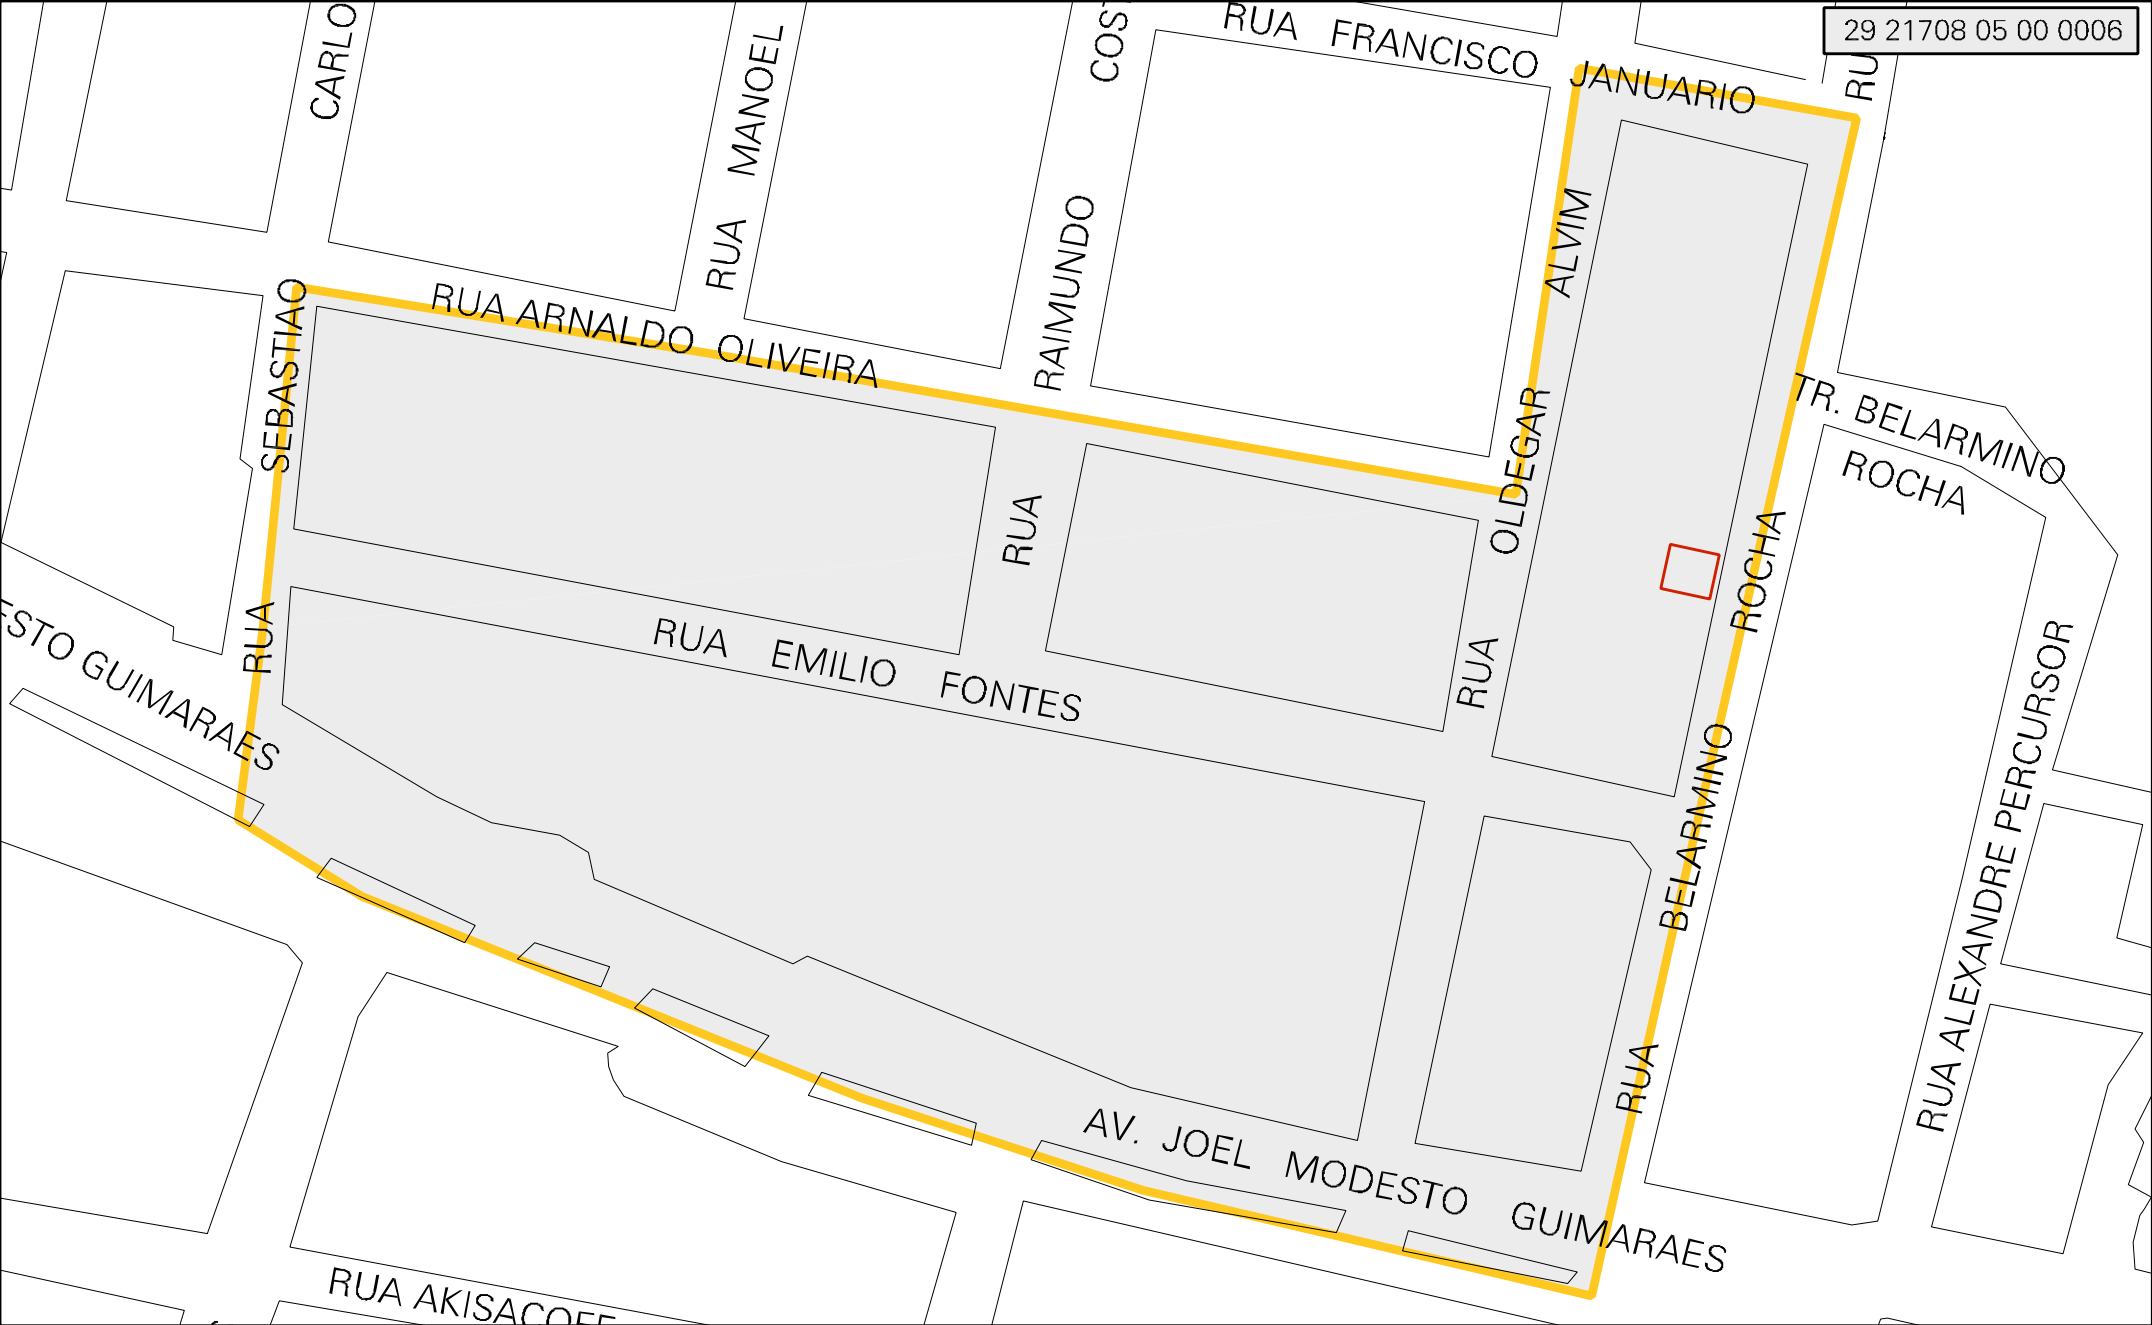 29 21708 05 00 0006
CARLO
RUA MANOEL
RAIMUNDO COS
RUA FRANCISCO JANUARIO
RU
RUA SEBASTIAO
RUA ARNALDO OLIVEIRA
RUA
RUA OLDEGAR ALVIM
TR. BELARMINO
ROCHA
RUA BELARMINO ROCHA
RUA EMILIO FONTES
ESTO GUIMARAES
RUA ALEXANDRE PERCURSOR
AV. JOEL MODESTO GUIMARAES
RUA AKISACOFF